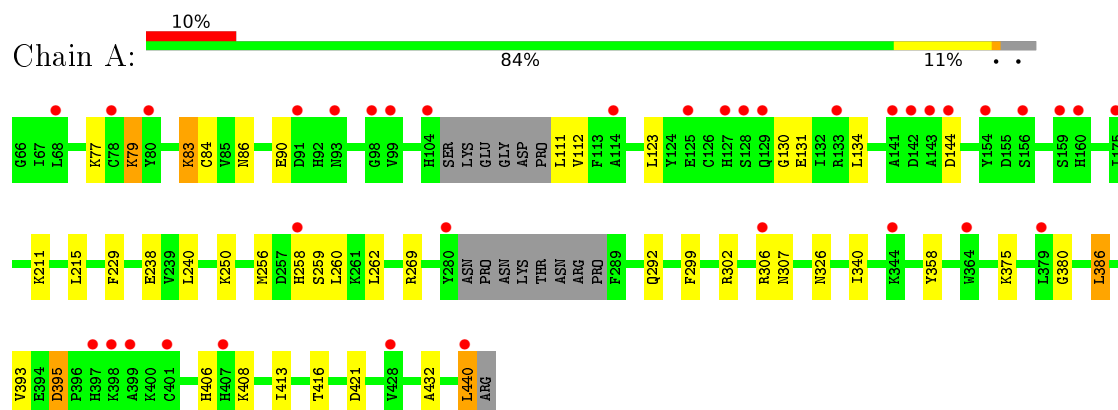 10%
Chain A:
84% 11% • •
G66 I67 L68 K77 C78 K79 Y80 K83 C84 V85 N86 E90 D91 H92 N93 G98 V99 H104 SER LYS GLU GLY ASP PRO L111 V112 F113 A114 L123 Y124 E125 C126 H127 S128 Q129 G130 E131 I132 R133 L134 A141 D142 A143 D144 Y154 D155 S156 S159 H160 I175
K211 L215 F229 E238 V239 L240 K250 M256 D257 H258 S259 L260 K261 L262 R269 Y280 ASN PRO ASN LYS THR ASN ARG PRO F289 Q292 F299 R302 R306 N307 N326 I340 K344 Y358 W364 K375 L379 G380 L386
V393 E394 D395 P396 H397 K398 A399 K400 C401 H406 H407 K408 I413 T416 D421 V428 A432 L440 ARG